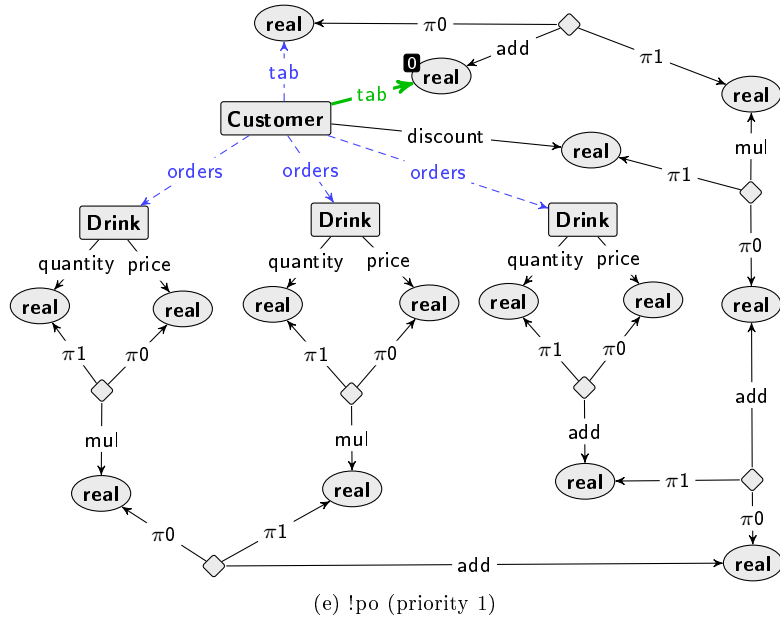 real
π0
add
π1
0
real
tab
tab
real
Customer
discount
mul
real
π1
orders
orders
orders
Drink
Drink
Drink
π0
quantity
price
quantity
price
quantity
price
real
real
real
real
real
real
real
π1
π0
π1
π0
π1
π0
add
mul
mul
add
real
real
real
π1
π0
π1
π0
add
real
(e) !po (priority 1)